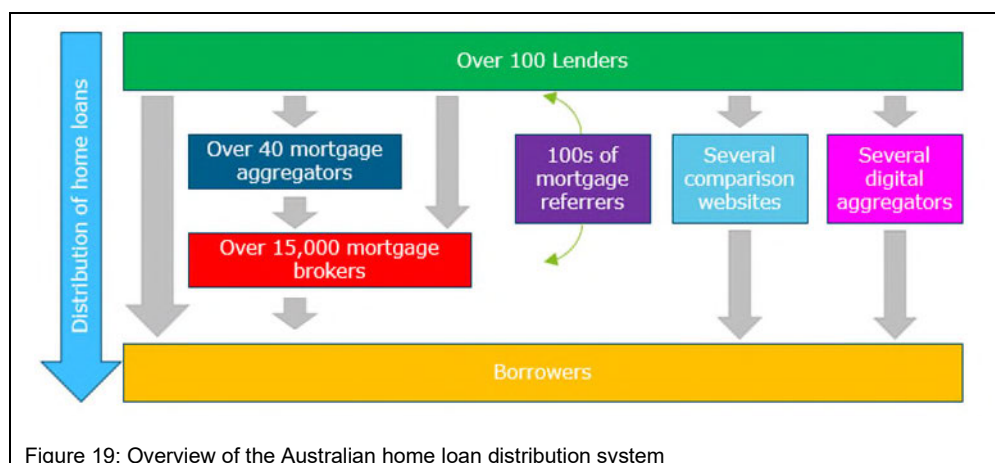 Distribution of home loans
Over 100 Lenders
Over 40 mortgage
aggregators
Over 15,000 mortgage
brokers
100s of
mortgage
referrers
Several
comparison
websites
Several
digital
aggregators
Borrowers
Figure 19: Overview of the Australian home loan distribution system